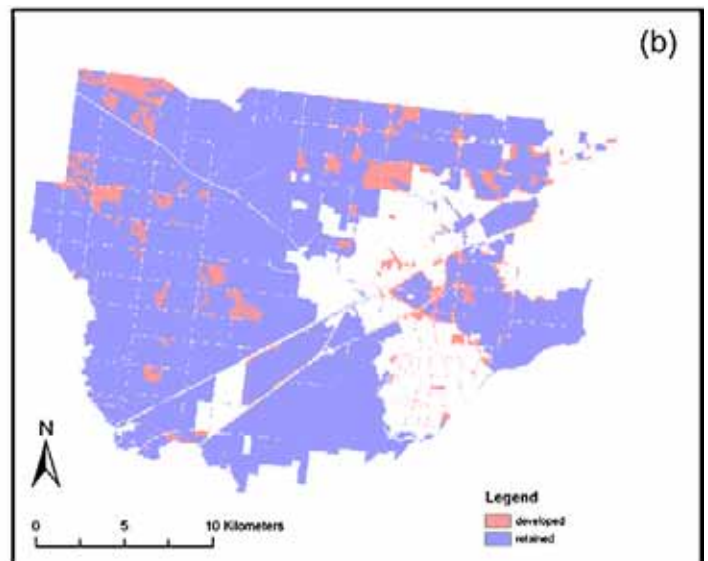 (b)
N
0 5 10 Kilometers
Legend
developed
retained